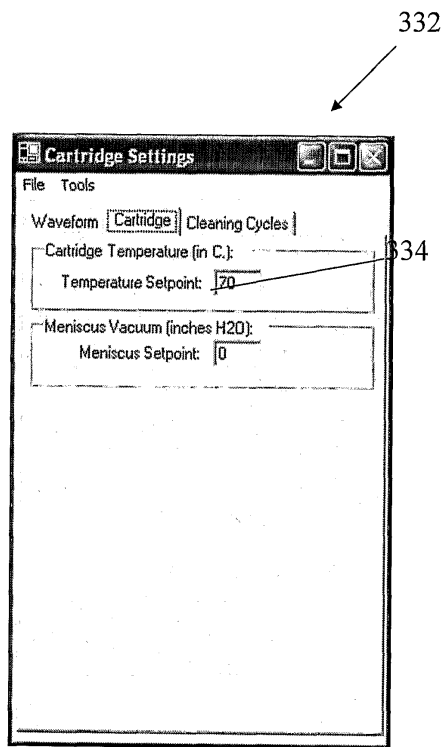 332
Cartridge Settings
File Tools
Waveform Cartridge Cleaning Cycles
Cartridge Temperature (in C.):
334
Temperature Setpoint: 70
Meniscus Vacuum (inches H2O):
Meniscus Setpoint: 0